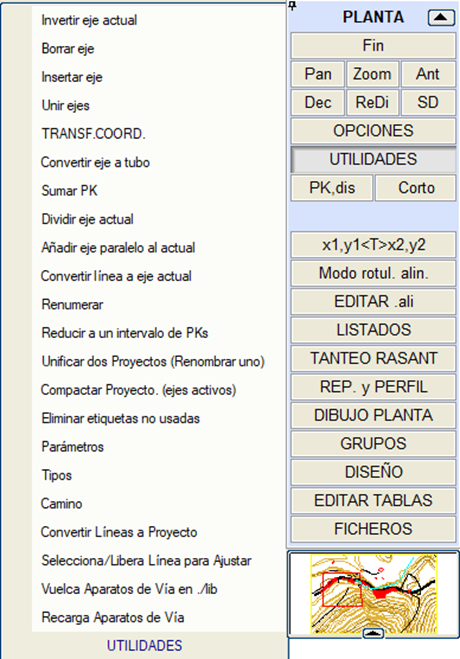 Invertir eje actual
Borrar eje
Insertar eje
Unir ejes
TRANSF.COORD.
Convertir eje a tubo
Sumar PK
Dividir eje actual
Añadir eje paralelo al actual
Convertir línea a eje actual
Renumerar
Reducir a un intervalo de PKs
Unificar dos Proyectos (Renombrar uno)
Compactar Proyecto. (ejes activos)
Eliminar etiquetas no usadas
Parámetros
Tipos
Camino
Convertir Líneas a Proyecto
Selecciona/Libera Línea para Ajustar
Vuelca Aparatos de Vía en ./lib
Recarga Aparatos de Vía
UTILIDADES
PLANTA
Fin
Pan Zoom Ant
Dec ReDi SD
OPCIONES
UTILIDADES
PK,dis Corto
x1,y1<T>x2,y2
Modo rotul. alin.
EDITAR .ali
LISTADOS
TANTEO RASANT
REP. y PERFIL
DIBUJO PLANTA
GRUPOS
DISEÑO
EDITAR TABLAS
FICHEROS